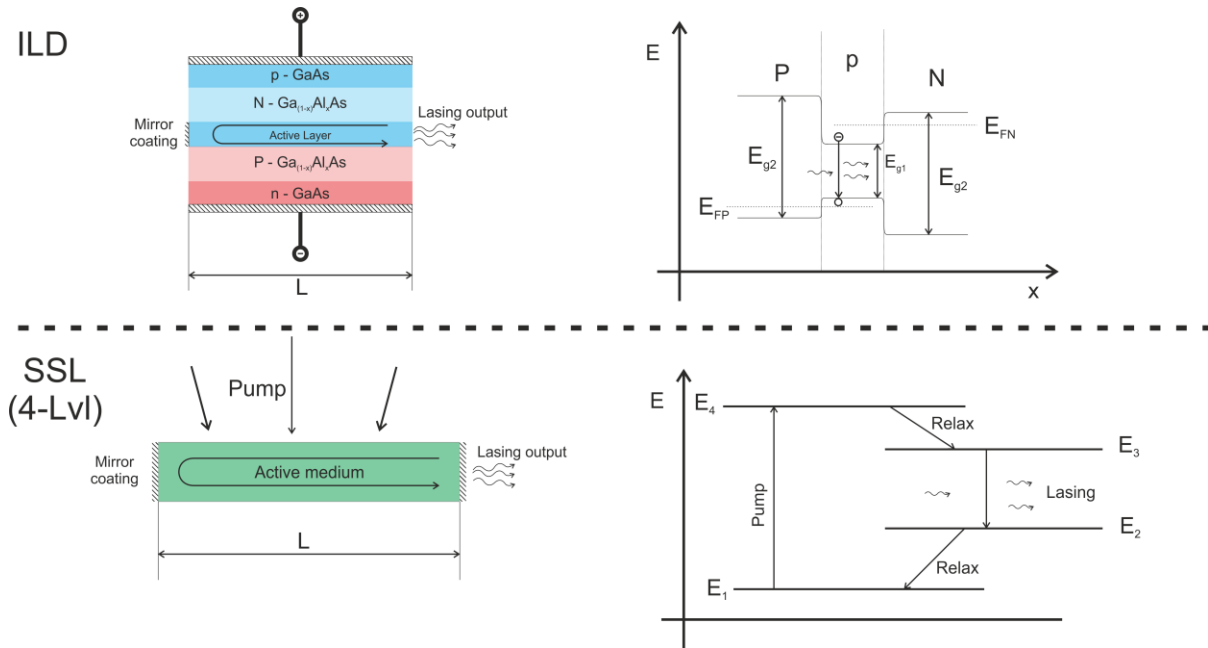 ILD
⊕
p - GaAs
N - Ga(1-x)AlxAs
Mirror
coating
Active Layer
Lasing output
P - Ga(1-x)AlxAs
n - GaAs
⊖
L
E
P
p
N
EFN
Eg2
Eg1
Eg2
EFP
x
SSL
(4-Lvl)
Pump
Mirror
coating
Active medium
Lasing output
L
E
E4
Relax
E3
Pump
Lasing
E2
Relax
E1